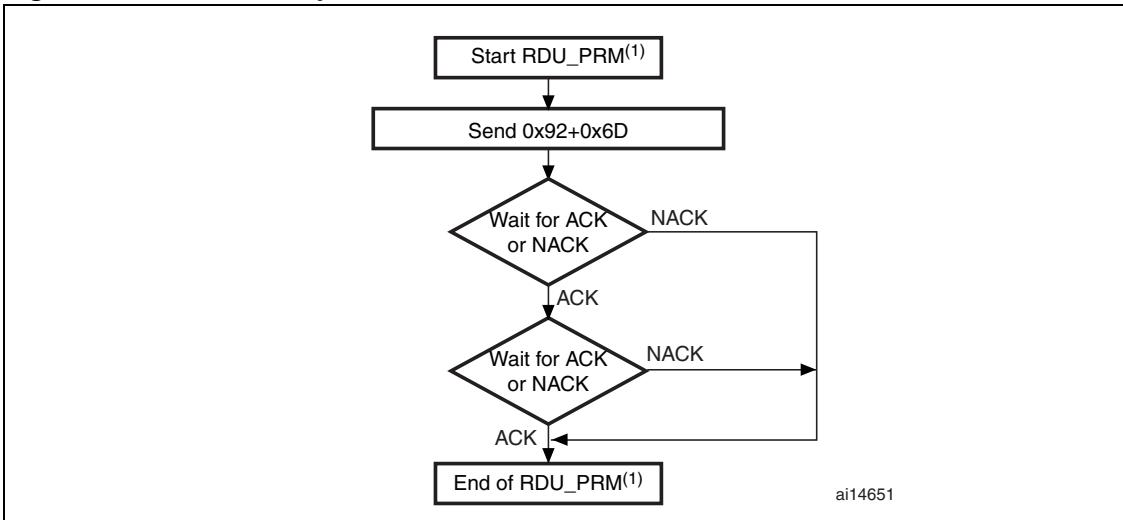 Start RDU_PRM(1)
Send 0x92+0x6D
Wait for ACK
or NACK
NACK
ACK
Wait for ACK
or NACK
NACK
ACK
End of RDU_PRM(1)
ai14651